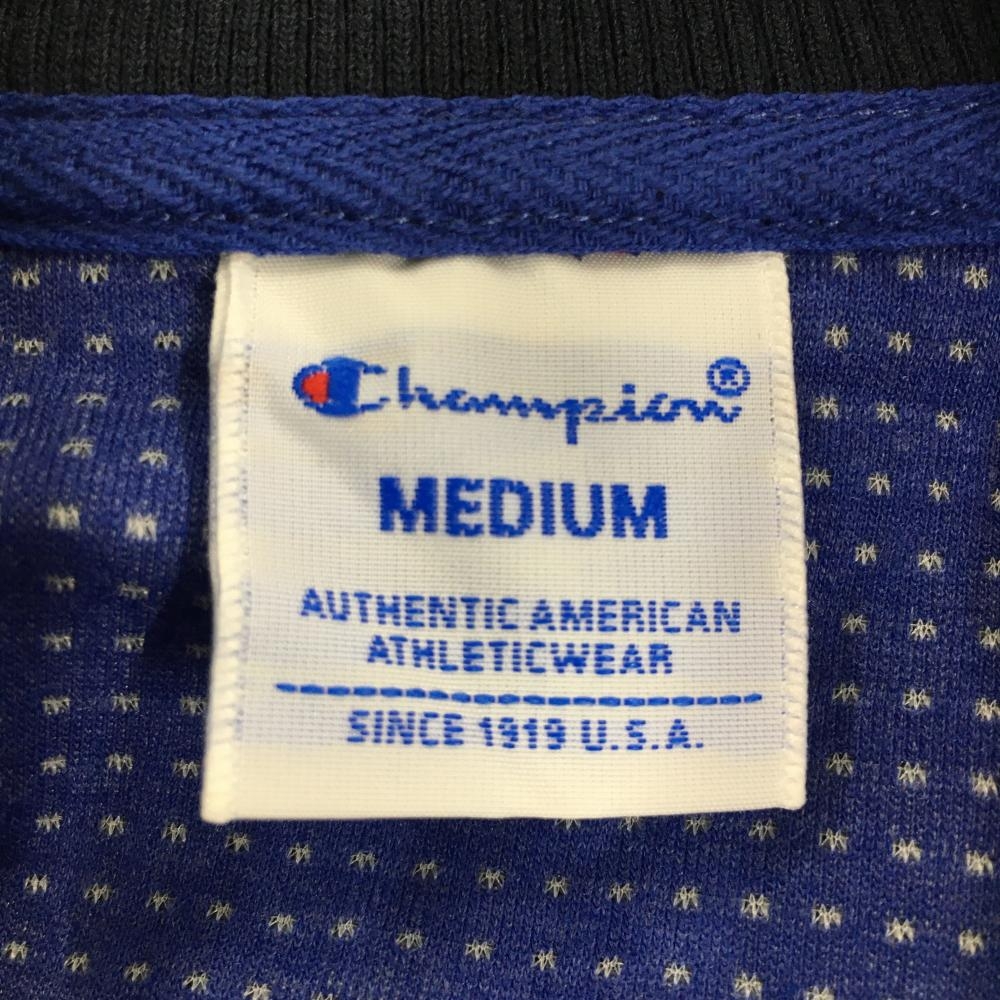 Champion®
MEDIUM
AUTHENTIC AMERICAN
ATHLETICWEAR
SINCE 1919 U.S.A.